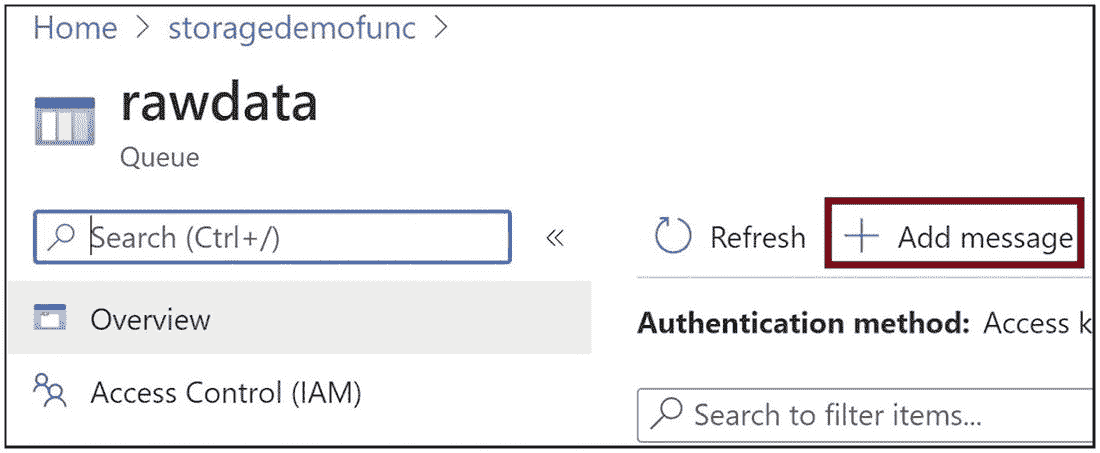 Home > storagedemofunc >
rawdata
Queue
Search (Ctrl+/)
«
Refresh
+ Add message
Overview
Access Control (IAM)
Authentication method: Access k
Search to filter items...